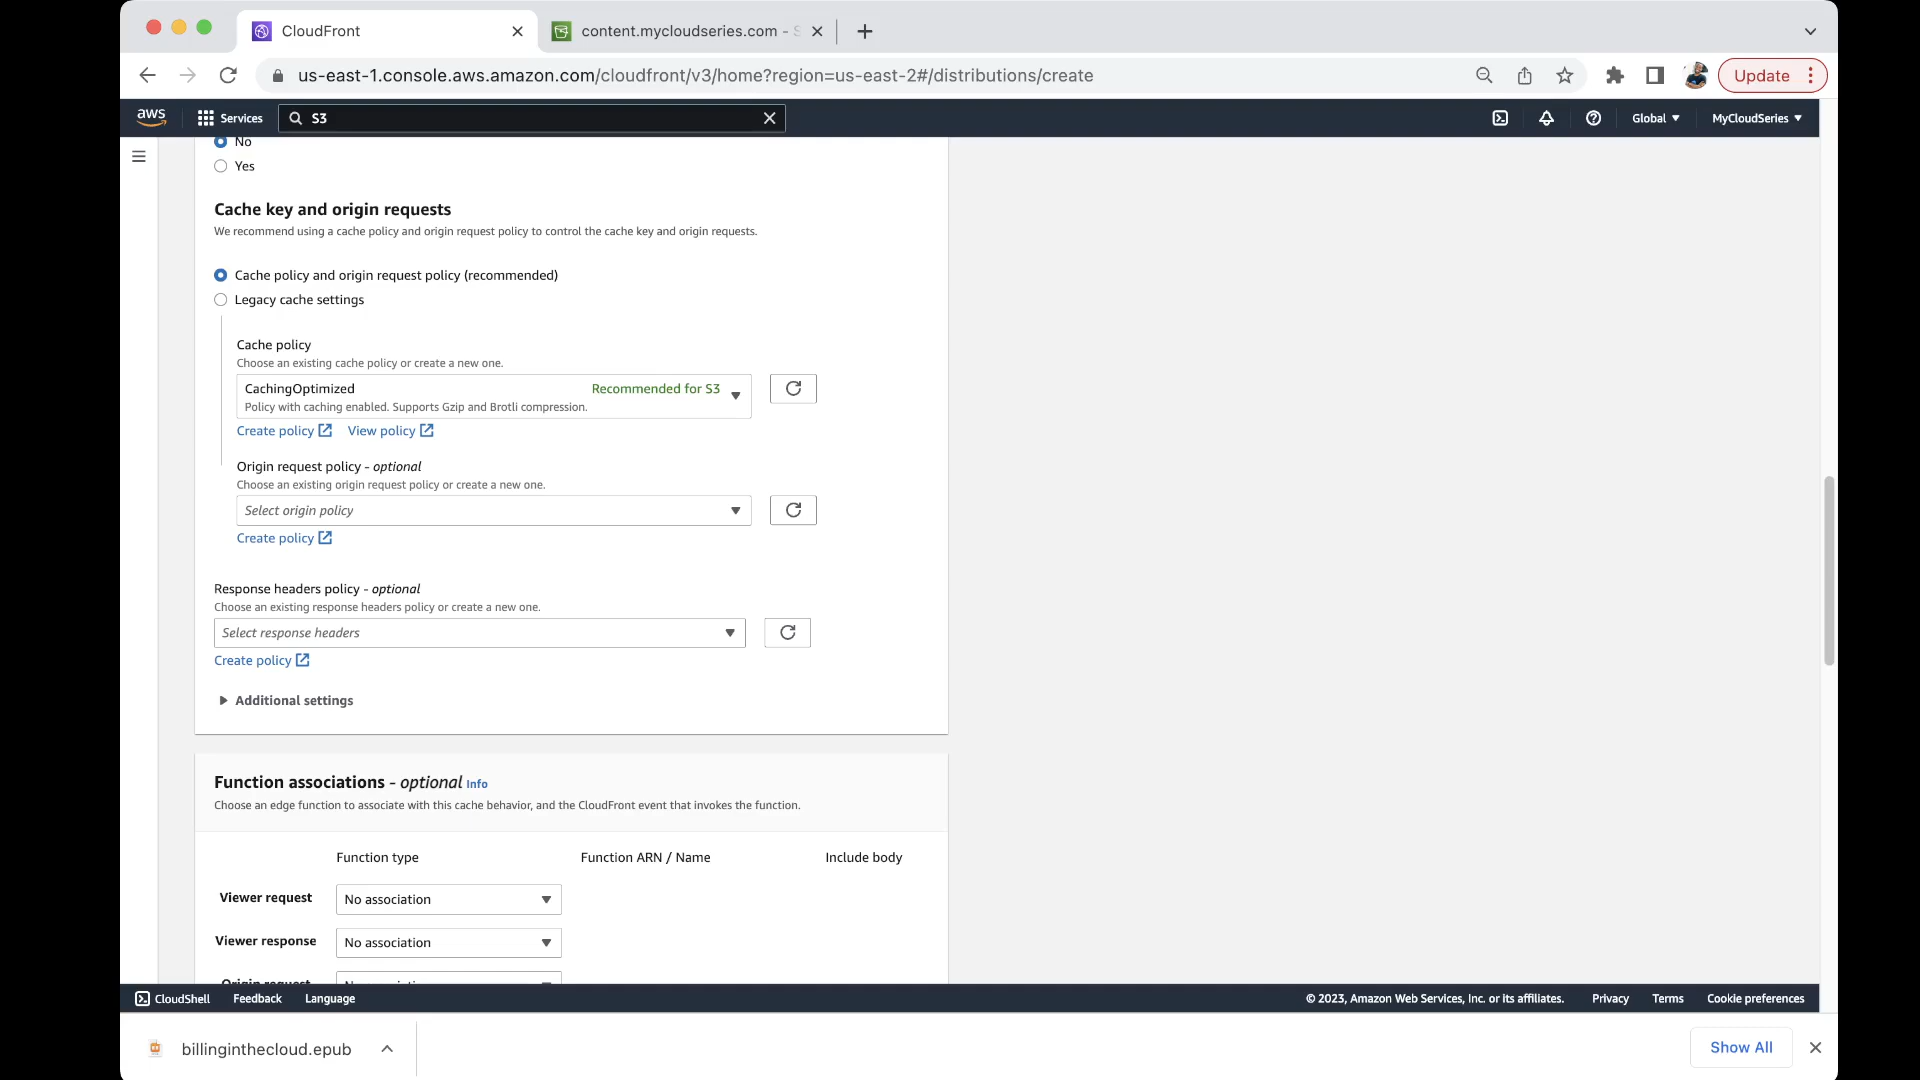 CloudFront
content.mycloudseries.com - S
us-east-1.console.aws.amazon.com/cloudfront/v3/home?region=us-east-2#/distributions/create
Update
aws
Services
S3
Global
MyCloudSeries
No
Yes
Cache key and origin requests
We recommend using a cache policy and origin request policy to control the cache key and origin requests.
Cache policy and origin request policy (recommended)
Legacy cache settings
Cache policy
Choose an existing cache policy or create a new one.
CachingOptimized Recommended for S3
Policy with caching enabled. Supports Gzip and Brotli compression.
Create policy View policy
Origin request policy - optional
Choose an existing origin request policy or create a new one.
Select origin policy
Create policy
Response headers policy - optional
Choose an existing response headers policy or create a new one.
Select response headers
Create policy
Additional settings
Function associations - optional Info
Choose an edge function to associate with this cache behavior, and the CloudFront event that invokes the function.
Function type Function ARN / Name Include body
Viewer request No association
Viewer response No association
Origin request No association
CloudShell Feedback Language © 2023, Amazon Web Services, Inc. or its affiliates. Privacy Terms Cookie preferences
billinginthecloud.epub
Show All